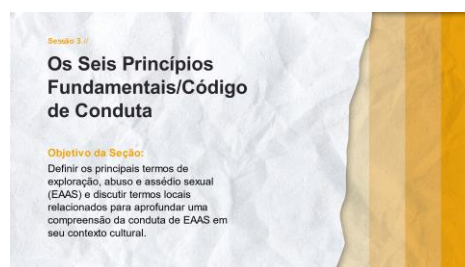 Sessão 3 //
Os Seis Princípios
Fundamentais/Código
de Conduta
Objetivo da Seção:
Definir os principais termos de
exploração, abuso e assédio sexual
(EAAS) e discutir termos locais
relacionados para aprofundar uma
compreensão da conduta de EAAS em
seu contexto cultural.